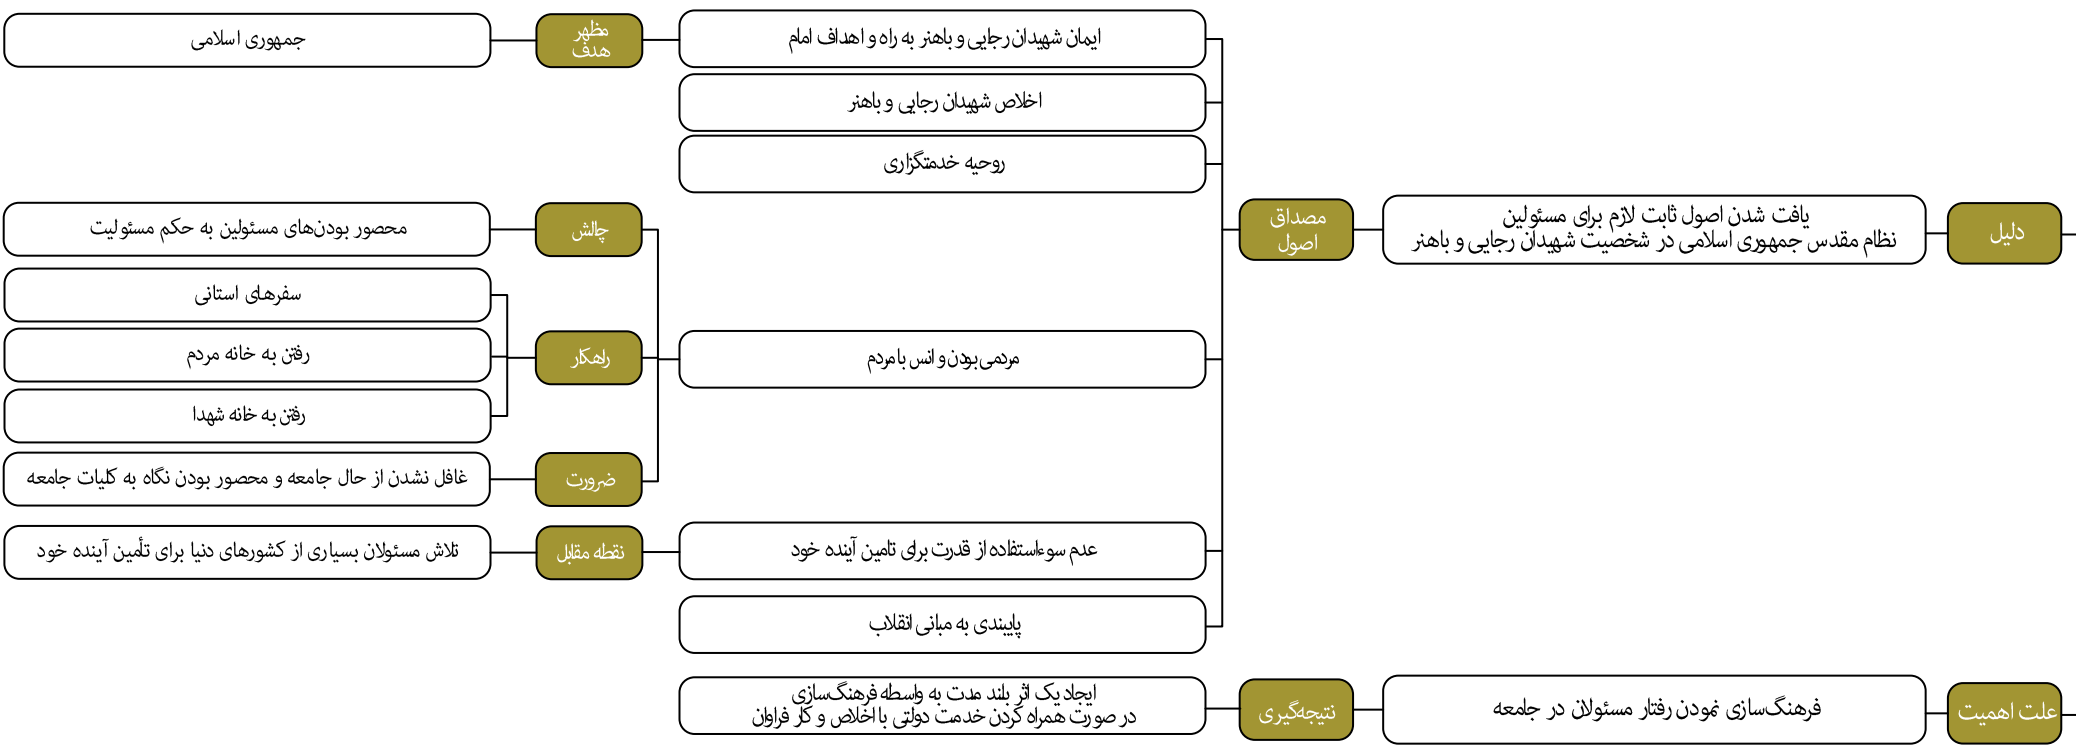 دلیل
یافت شدن اصول ثابت لازم برای مسئولین
نظام مقدس جمهوری اسلامی در شخصیت شهیدان رجایی و باهنر
مصداق
اصول
ایمان شهیدان رجایی و باهنر به راه و اهداف امام
مظهر
هدف
جمهوری اسلامی
اخلاص شهیدان رجایی و باهنر
روحیه خدمتگزاری
مردمی‌بودن و انس با مردم
چالش
محصور بودن‌های مسئولین به حکم مسئولیت
راهکار
سفرهای استانی
رفتن به خانه مردم
رفتن به خانه شهدا
ضرورت
غافل نشدن از حال جامعه و محصور بودن نگاه به کلیات جامعه
عدم سوءاستفاده از قدرت برای تامین آینده خود
نقطه مقابل
تلاش مسئولان بسیاری از کشورهای دنیا برای تأمین آینده خود
پایبندی به مبانی انقلاب
علت اهمیت
فرهنگ‌سازی نمودن رفتار مسئولان در جامعه
نتیجه‌گیری
ایجاد یک اثر بلند مدت به واسطه فرهنگ‌سازی
در صورت همراه کردن خدمت دولتی با اخلاص و کار فراوان